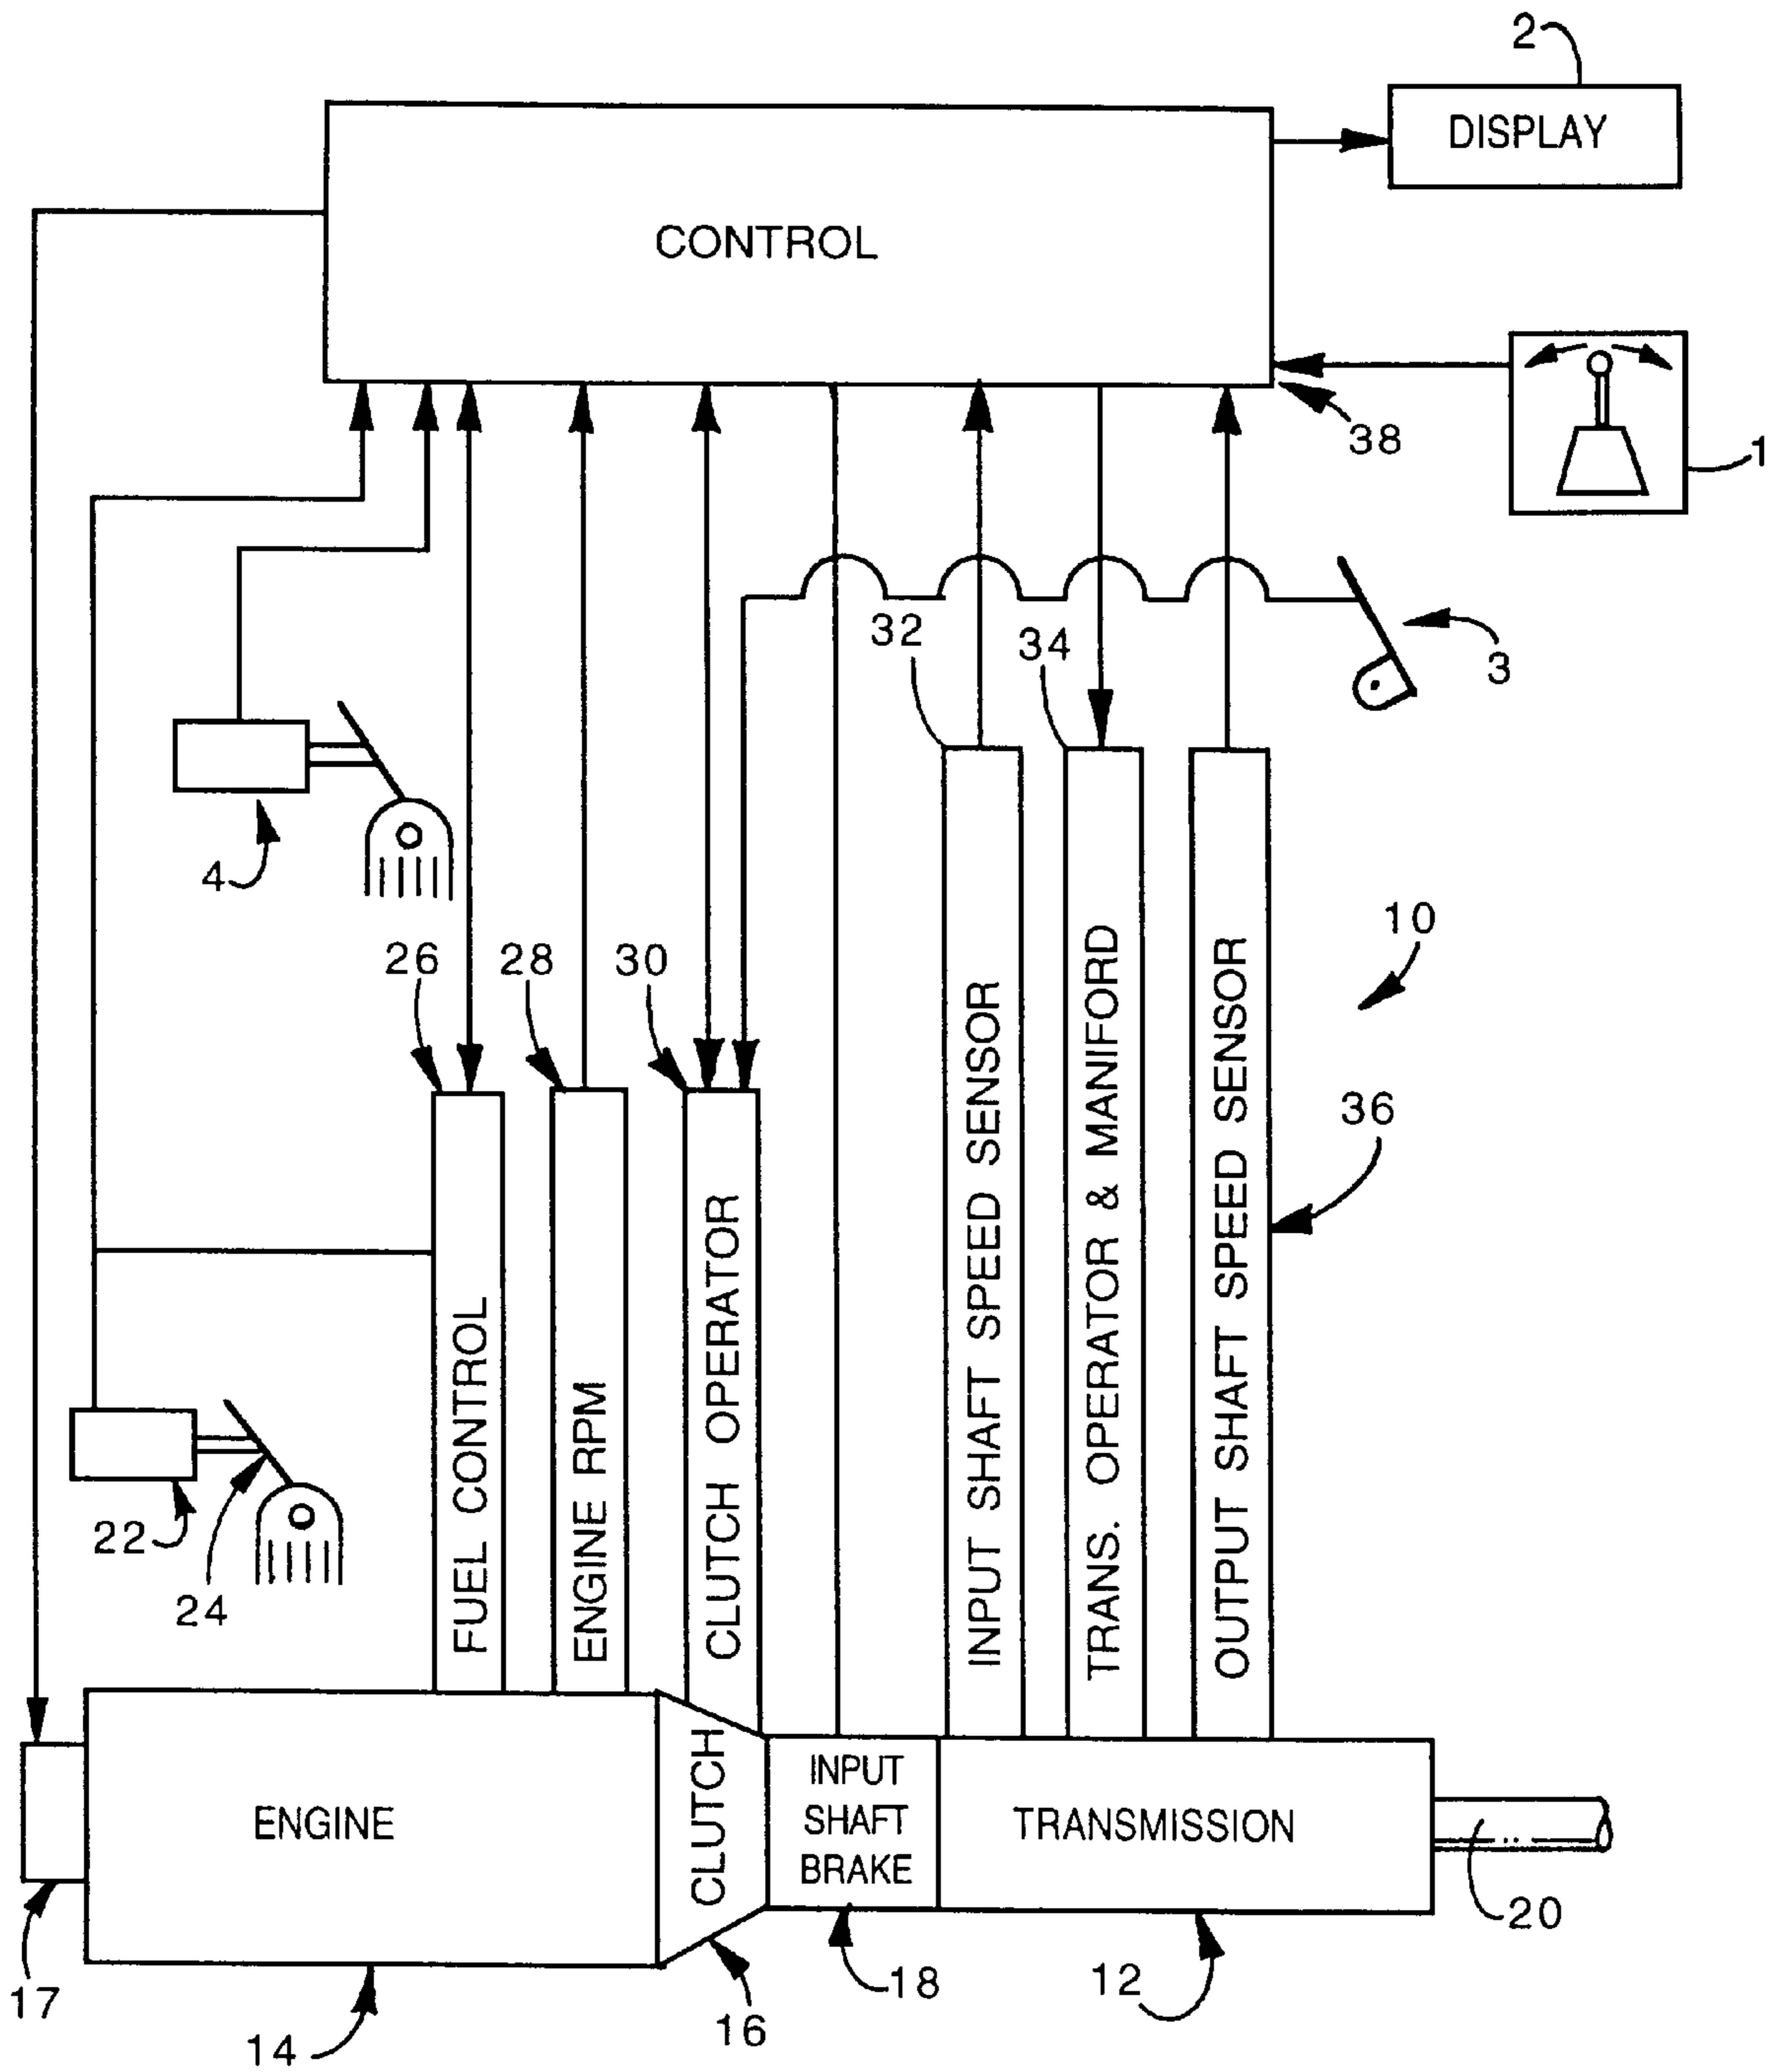 2
DISPLAY
CONTROL
38
1
32
34
3
4
26
28
30
10
36
INPUT SHAFT SPEED SENSOR
TRANS. OPERATOR & MANIFORD
OUTPUT SHAFT SPEED SENSOR
FUEL CONTROL
ENGINE RPM
CLUTCH OPERATOR
22
24
ENGINE
CLUTCH
INPUT
SHAFT
BRAKE
TRANSMISSION
20
17
14
16
18
12